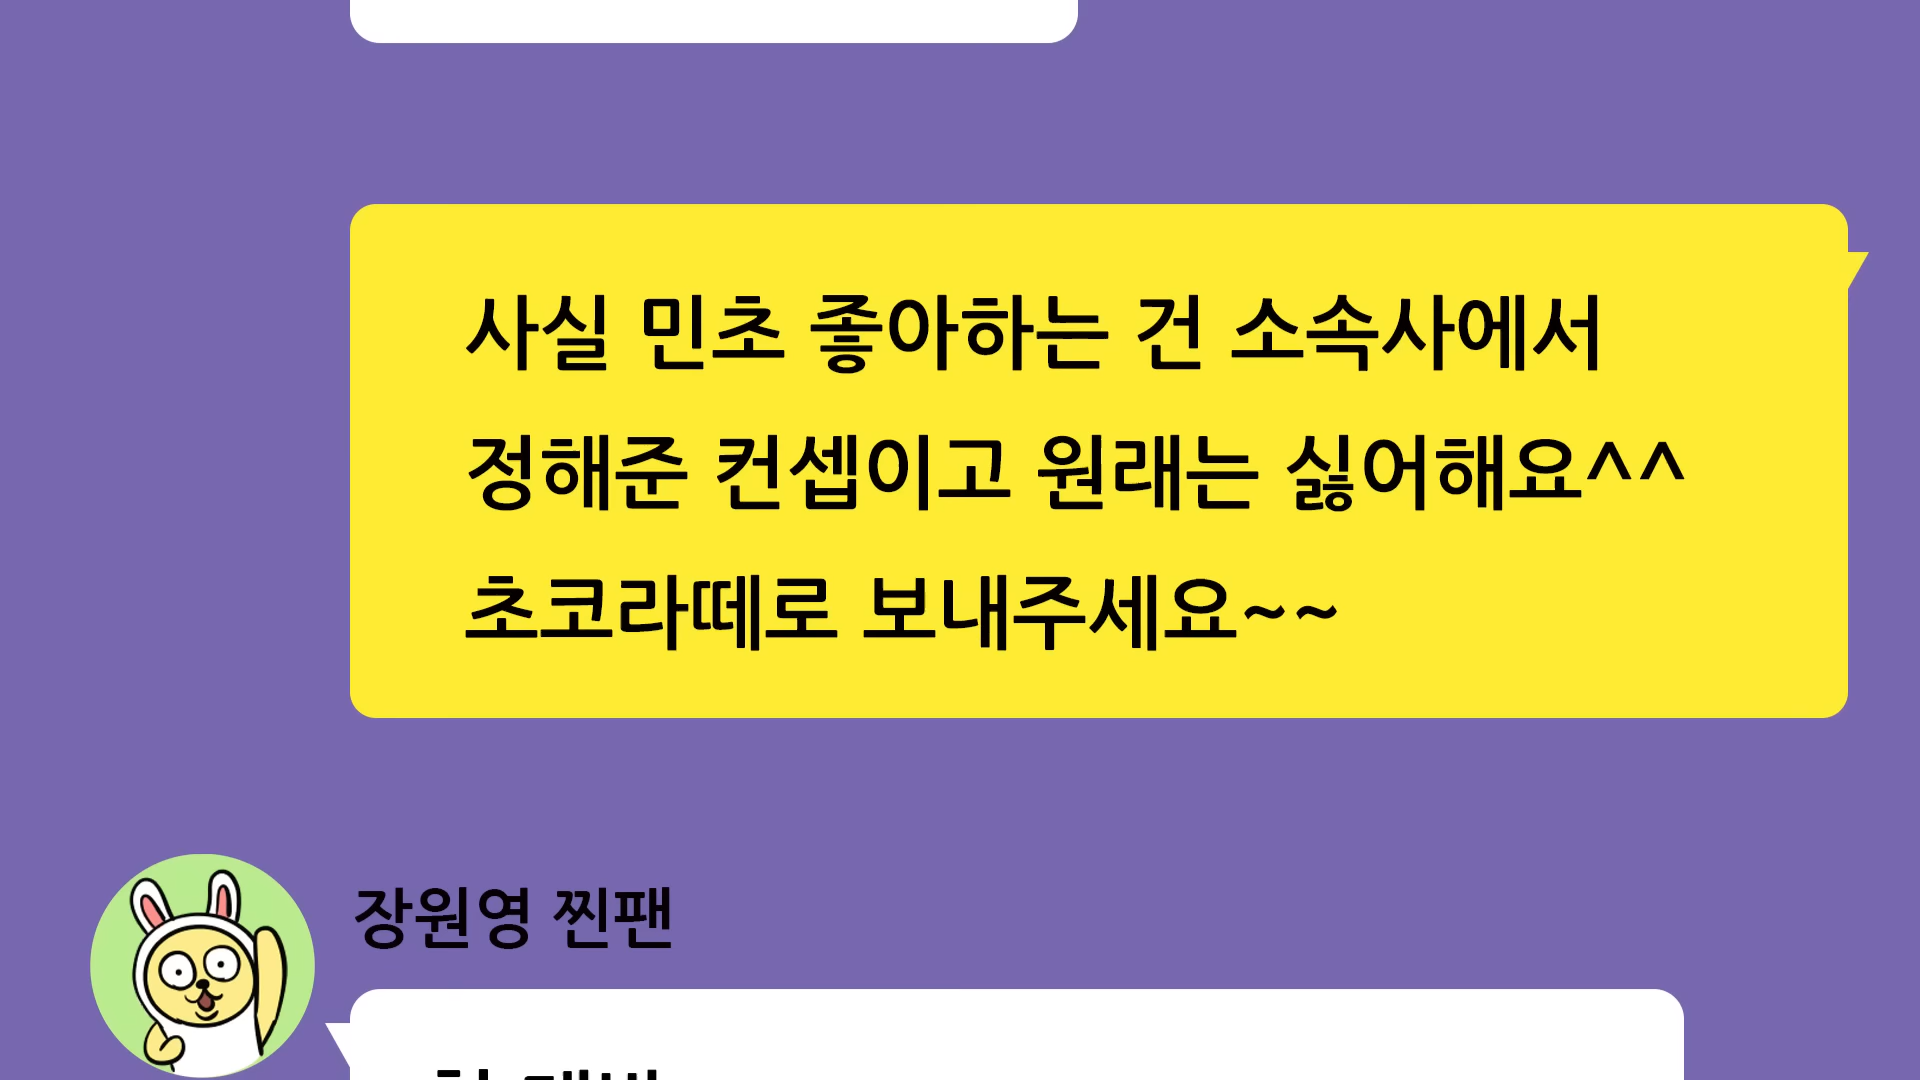 사실 민초 좋아하는 건 소속사에서
정해준 컨셉이고 원래는 싫어해요^^
초코라떼로 보내주세요~~
장원영 찐팬